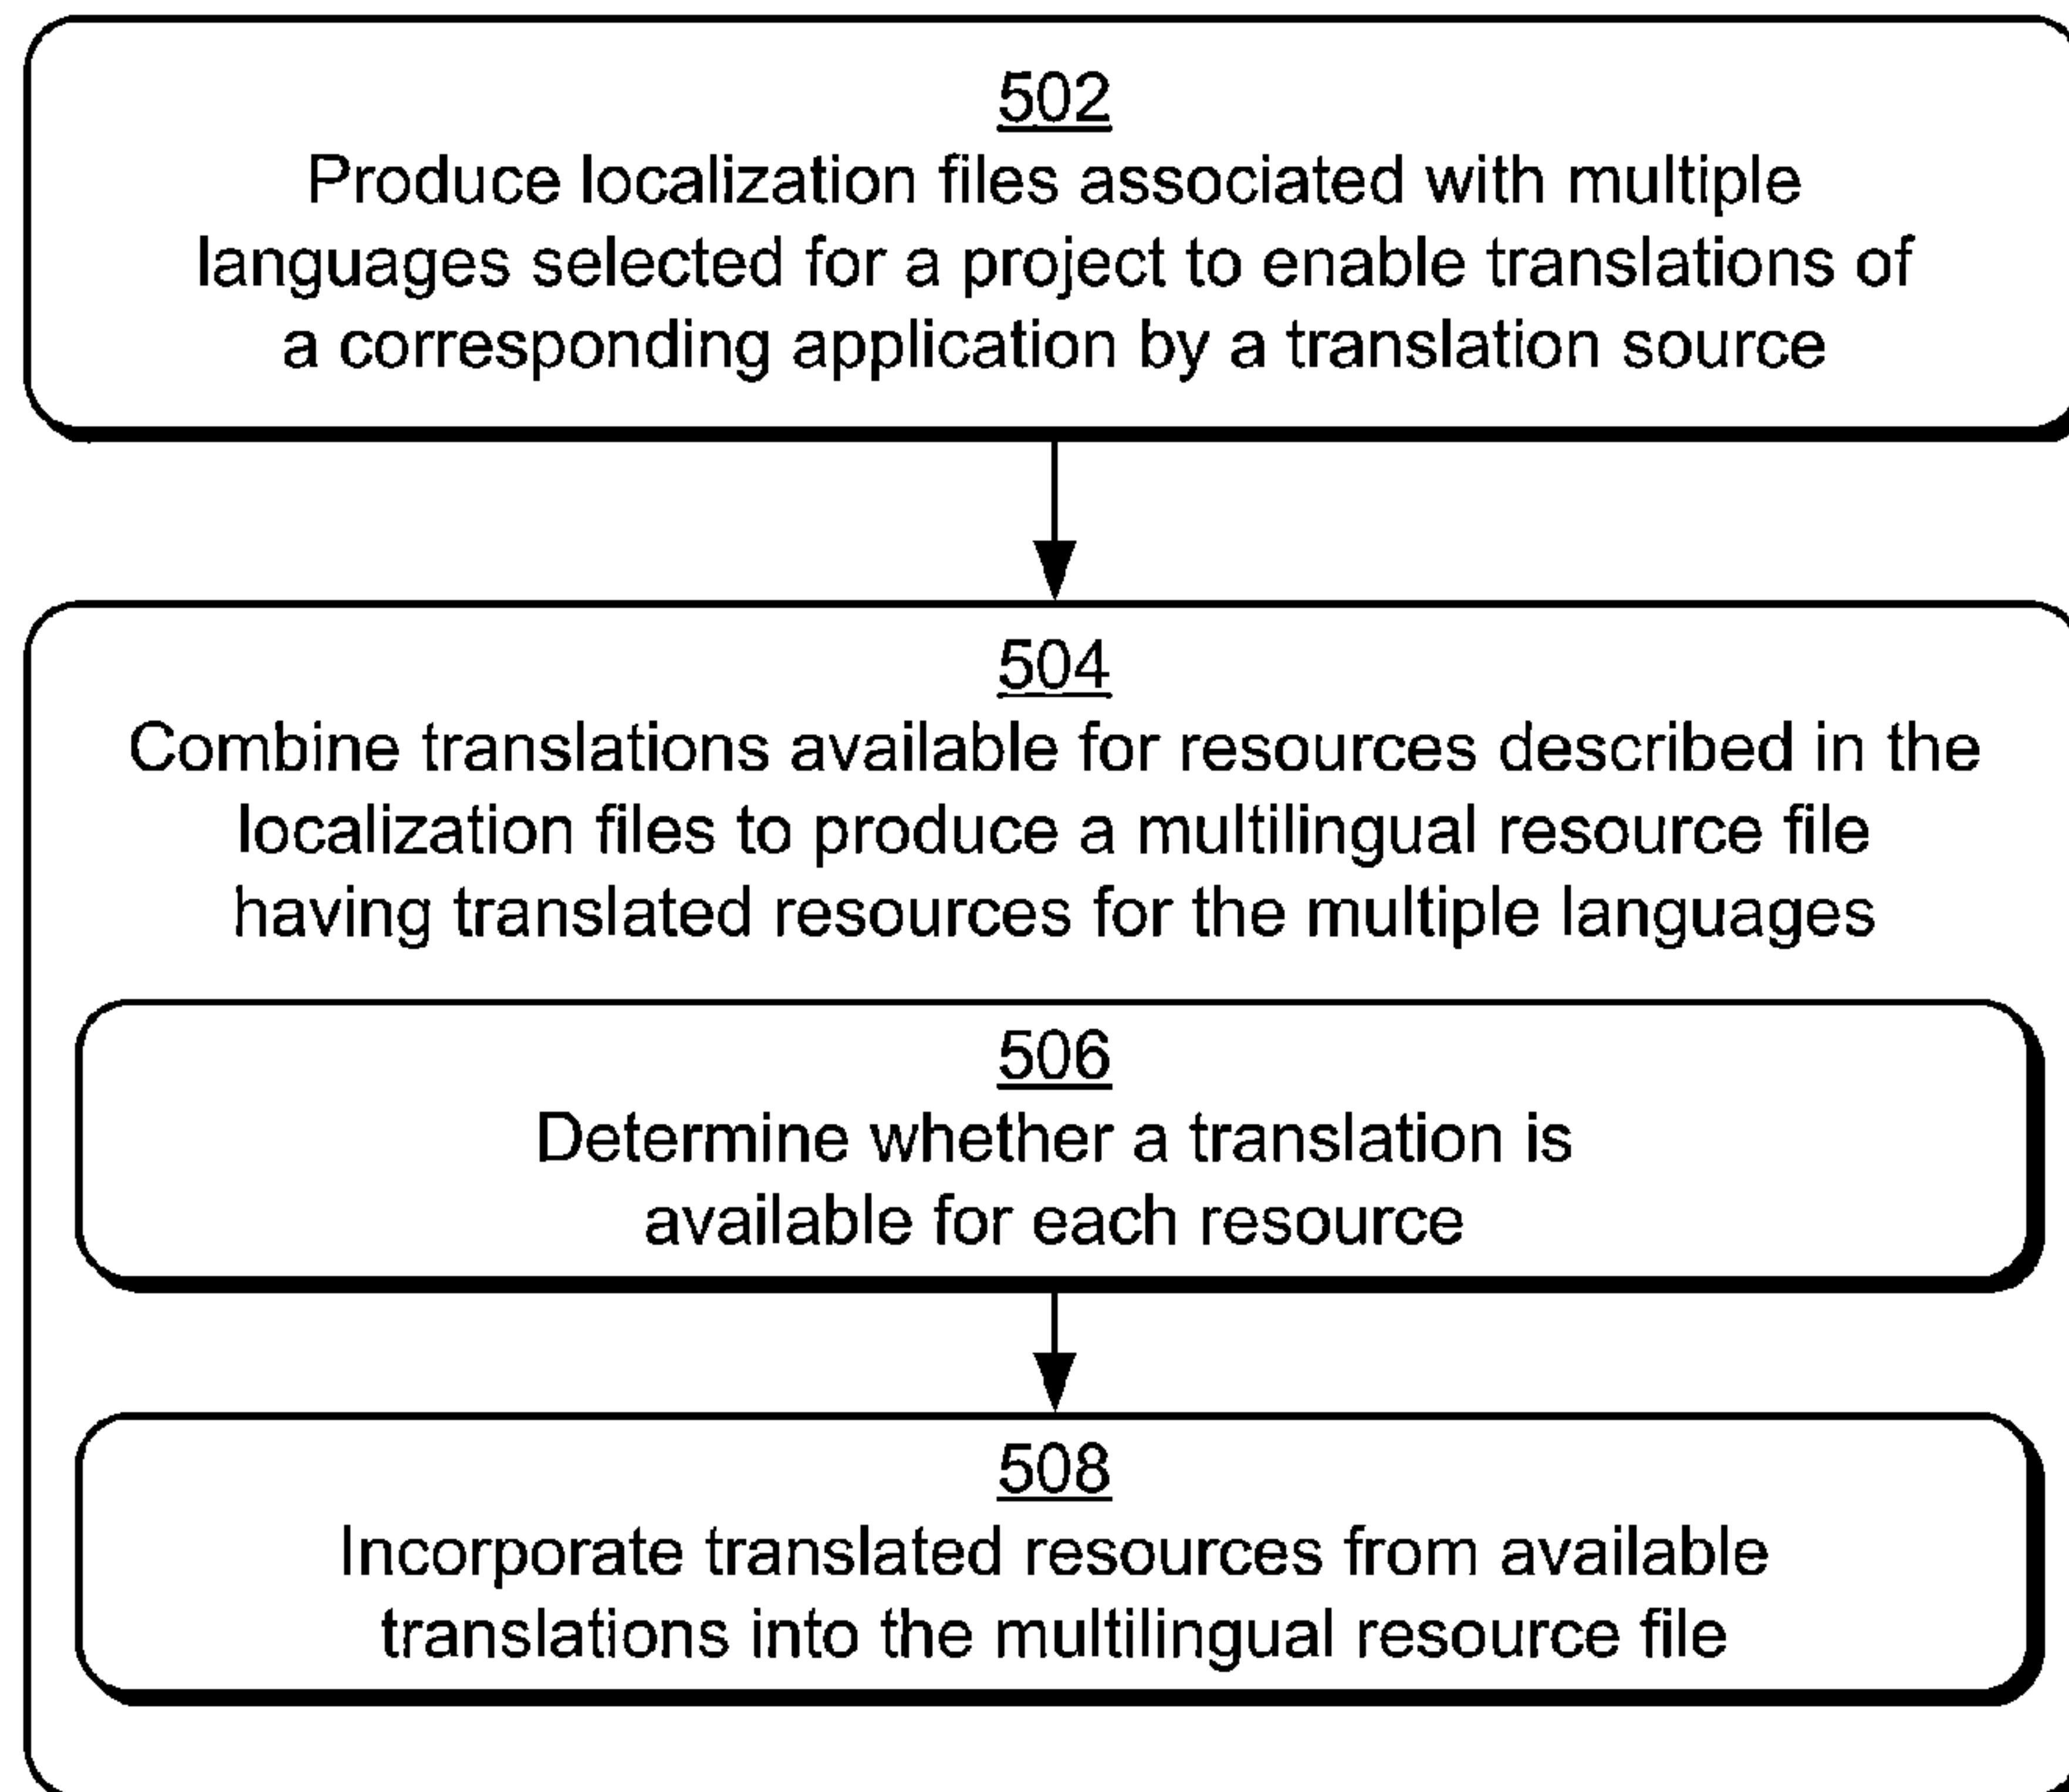 502
Produce localization files associated with multiple
languages selected for a project to enable translations of
a corresponding application by a translation source
504
Combine translations available for resources described in the
localization files to produce a multilingual resource file
having translated resources for the multiple languages
506
Determine whether a translation is
available for each resource
508
Incorporate translated resources from available
translations into the multilingual resource file